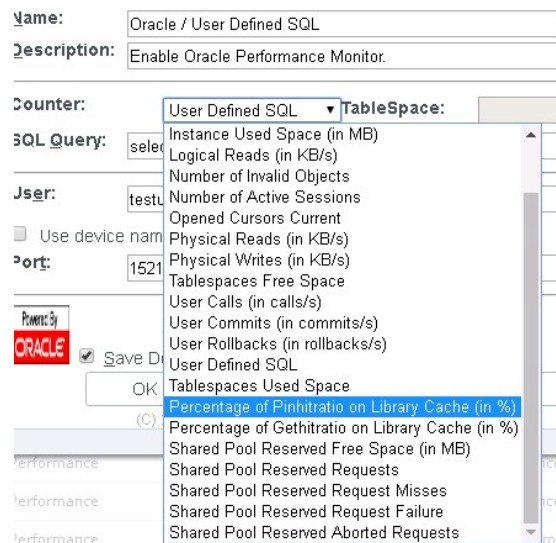 Name:
Oracle / User Defined SQL
Description:
Enable Oracle Performance Monitor.
Counter:
User Defined SQL
TableSpace:
SQL Query:
Instance Used Space (in MB)
Logical Reads (in KB/s)
Number of Invalid Objects
User:
Number of Active Sessions
Opened Cursors Current
Use device nam
Physical Reads (in KB/s)
Port:
1521
Physical Writes (in KB/s)
Tablespaces Free Space
User Calls (in calls/s)
User Commits (in commits/s)
User Rollbacks (in rollbacks/s)
User Defined SQL
Tablespaces Used Space
Percentage of Pinhitratio on Library Cache (in %)
Percentage of Gethitratio on Library Cache (in %)
Shared Pool Reserved Free Space (in MB)
Shared Pool Reserved Requests
Shared Pool Reserved Request Misses
Shared Pool Reserved Request Failure
Shared Pool Reserved Aborted Requests
Powered By
ORACLE
Save D
OK
(C)
Performance
Performance
Performance